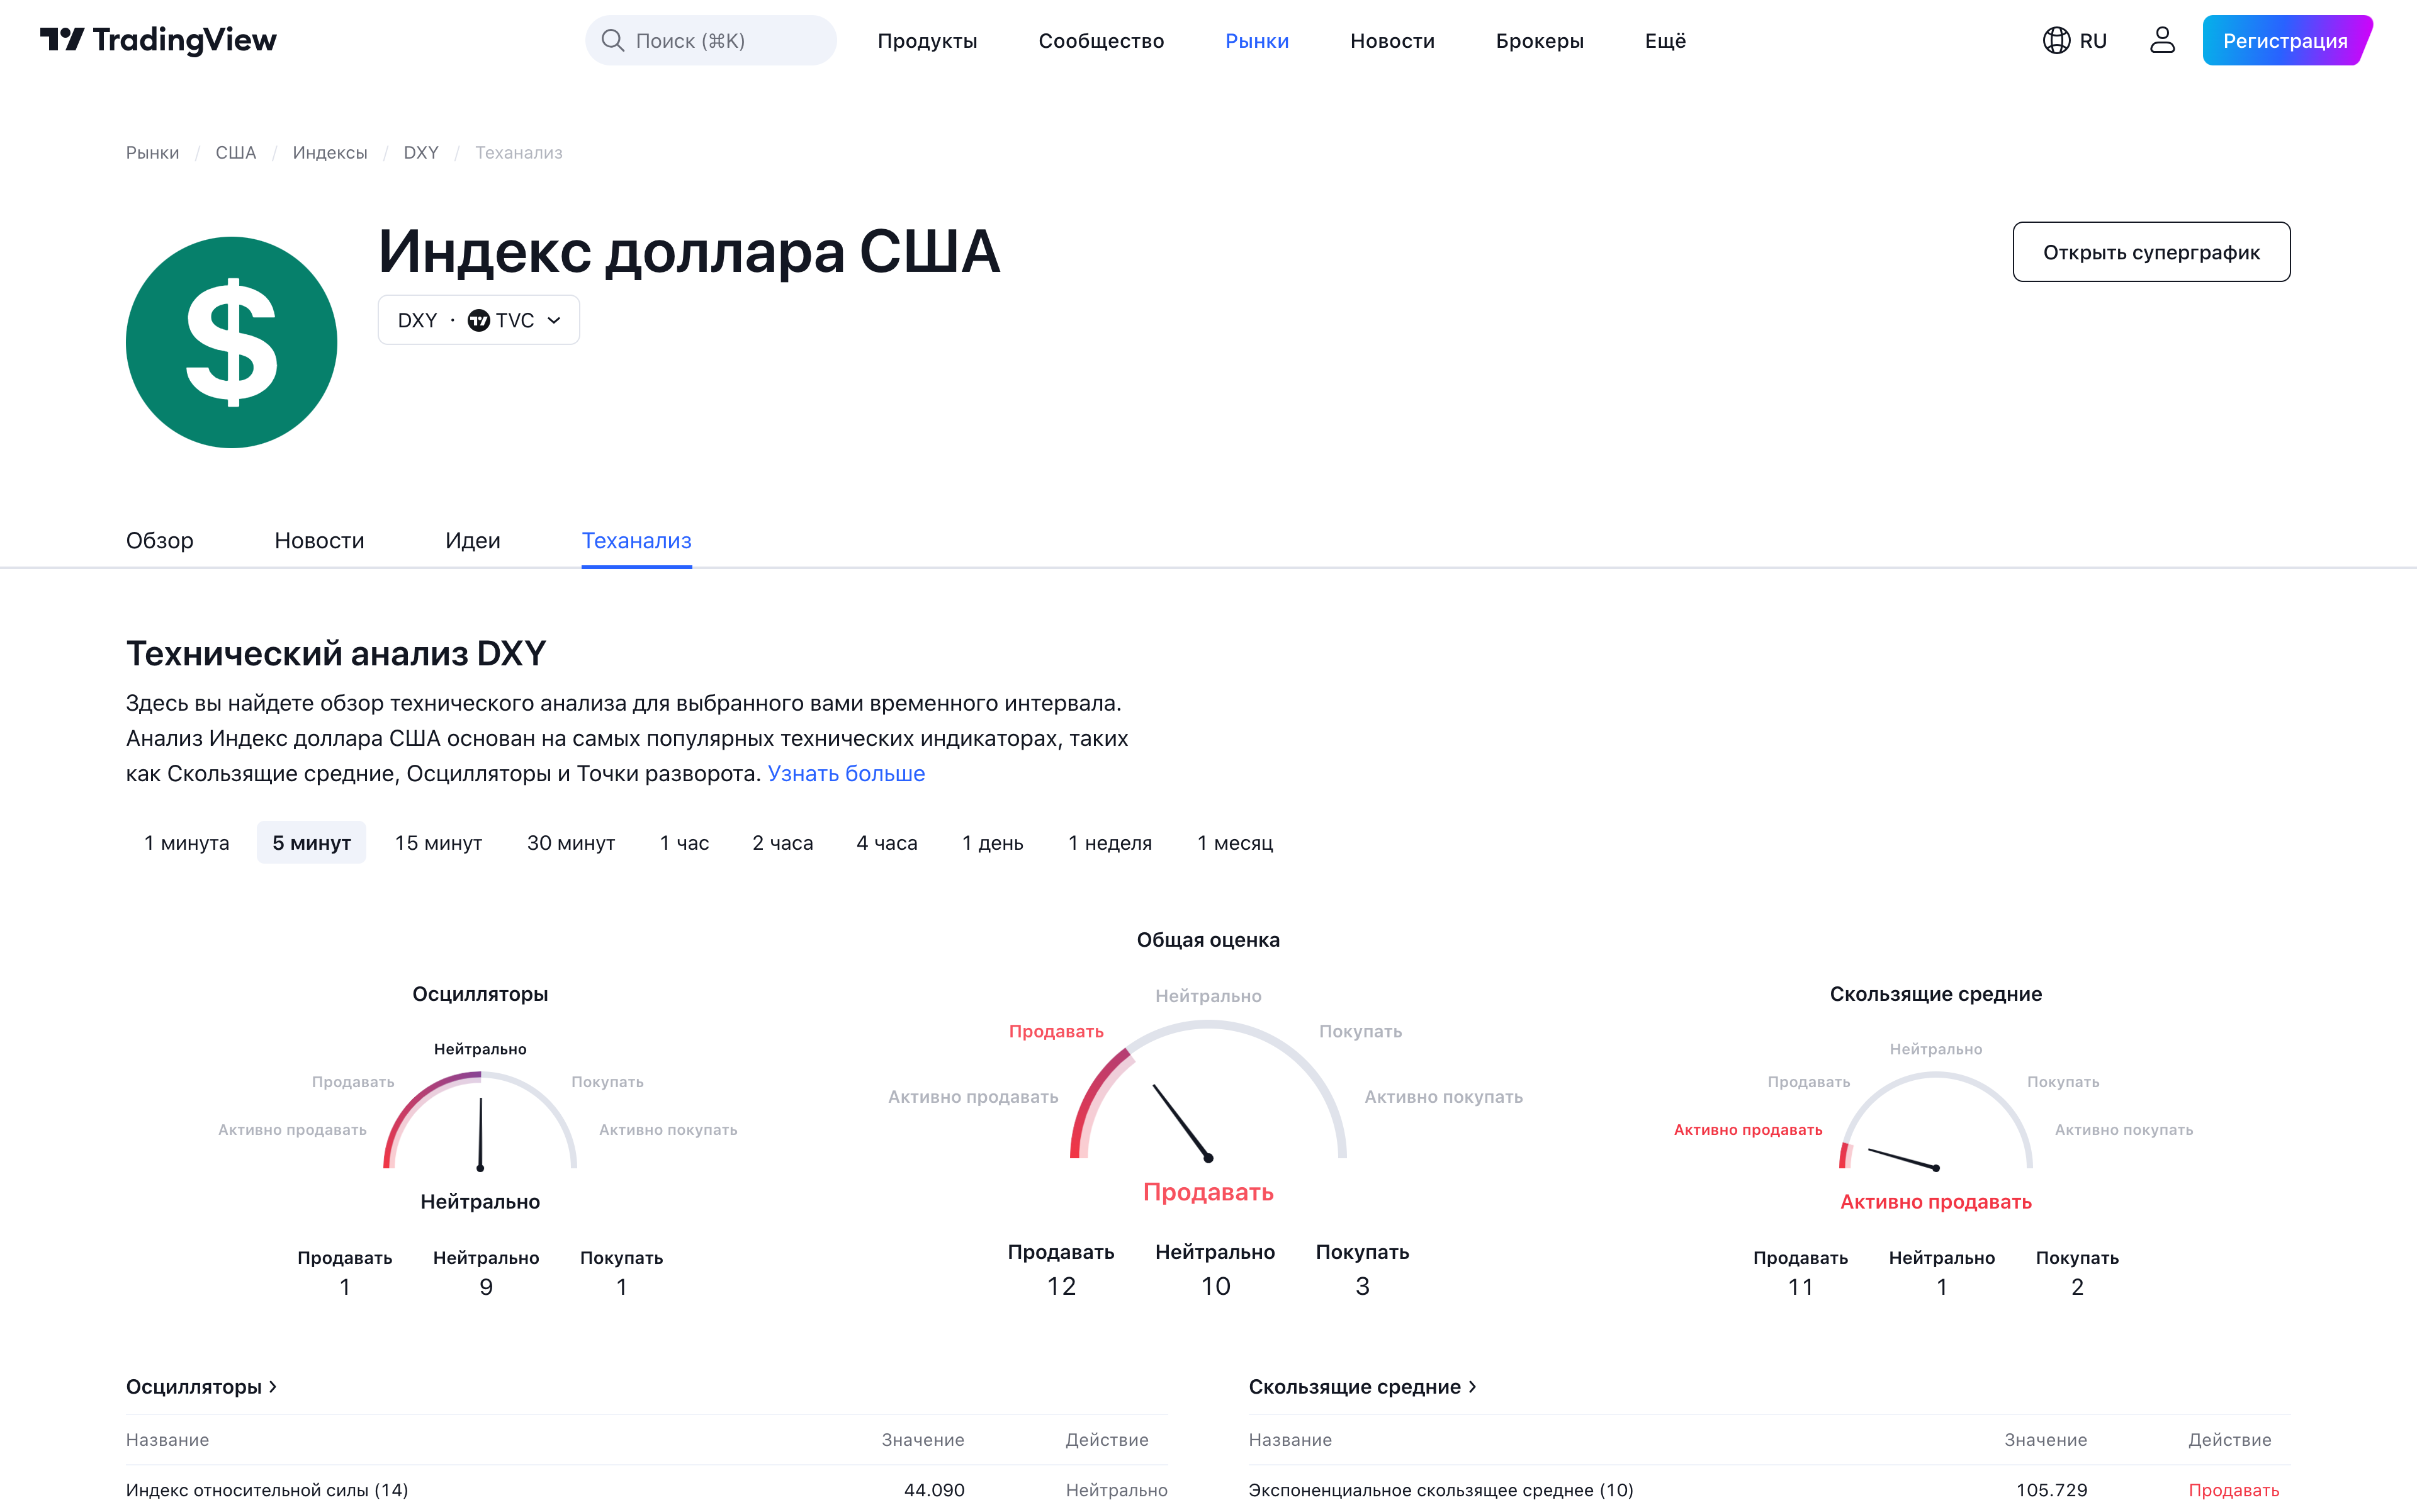 TradingView
Поиск (⌘K)
Продукты
Сообщество
Рынки
Новости
Брокеры
Ещё
RU
Регистрация
Рынки / США / Индексы / DXY / Теханализ
Индекс доллара США
DXY · TVC
Открыть суперграфик
Обзор
Новости
Идеи
Теханализ
Технический анализ DXY
Здесь вы найдете обзор технического анализа для выбранного вами временного интервала.
Анализ Индекс доллара США основан на самых популярных технических индикаторах, таких
как Скользящие средние, Осцилляторы и Точки разворота. Узнать больше
1 минута
5 минут
15 минут
30 минут
1 час
2 часа
4 часа
1 день
1 неделя
1 месяц
Осцилляторы
Нейтрально
Продавать
Покупать
Активно продавать
Активно покупать
Нейтрально
Продавать Нейтрально Покупать
1 9 1
Общая оценка
Нейтрально
Продавать
Покупать
Активно продавать
Активно покупать
Продавать
Продавать Нейтрально Покупать
12 10 3
Скользящие средние
Нейтрально
Продавать
Покупать
Активно продавать
Активно покупать
Активно продавать
Продавать Нейтрально Покупать
11 1 2
Осцилляторы
Название Значение Действие
Индекс относительной силы (14) 44.090 Нейтрально
Скользящие средние
Название Значение Действие
Экспоненциальное скользящее среднее (10) 105.729 Продавать